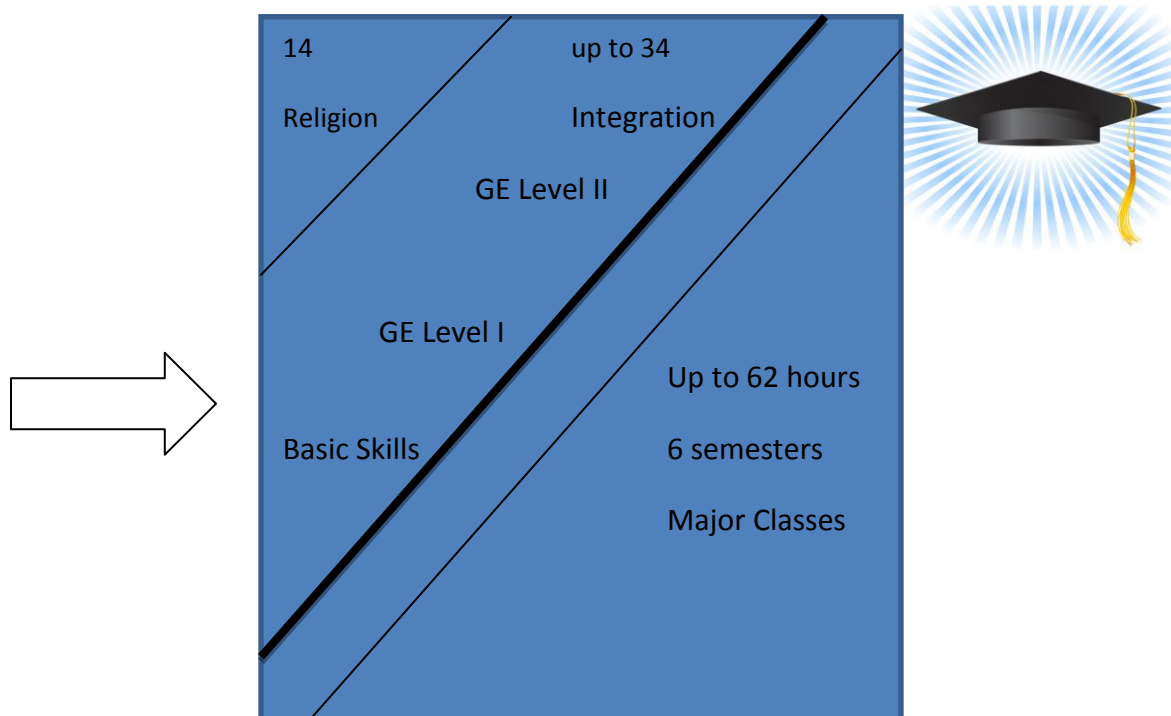 14
up to 34
Religion
Integration
GE Level II
GE Level I
Up to 62 hours
Basic Skills
6 semesters
Major Classes